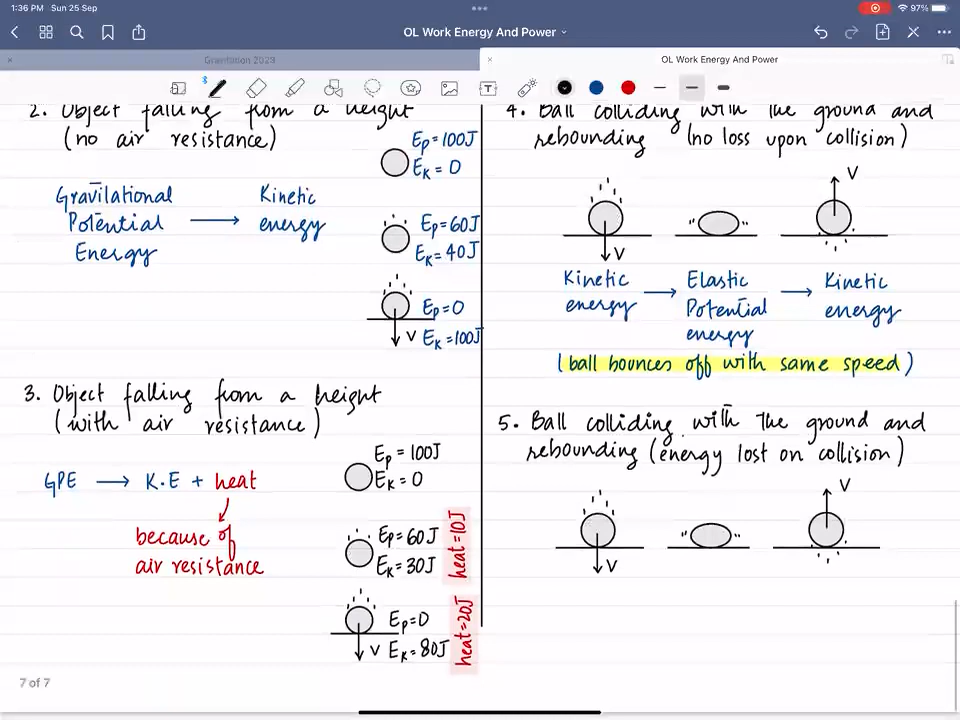 1:36 PM Sun 25 Sep
97%
OL Work Energy And Power
Gravitation 2023
OL Work Energy And Power
2. Object falling from a height
(no air resistance)
Ep=100J
EK=0
Gravitational
Potential
Energy
Kinetic
energy
Ep=60J
EK=40J
Ep=0
V EK=100J
3. Object falling from a height
(with air resistance)
GPE → K.E + heat
because of
air resistance
Ep=100J
EK=0
Ep=60J
EK=30J
heat=10J
Ep=0
V EK=80J
heat=20J
7 of 7
4. Ball colliding with the ground and
rebounding (no loss upon collision)
V
V
Kinetic
energy
→
Elastic
Potential
energy
→
Kinetic
energy
(ball bounces off with same speed)
5. Ball colliding with the ground and
rebounding (energy lost on collision)
V
V